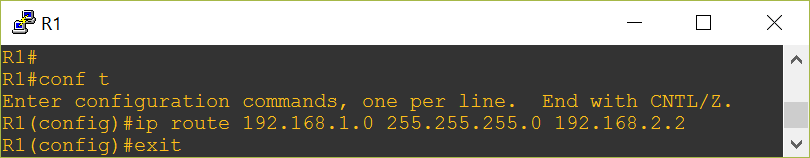 R1
R1#
R1#conf t
Enter configuration commands, one per line.  End with CNTL/Z.
R1(config)#ip route 192.168.1.0 255.255.255.0 192.168.2.2
R1(config)#exit